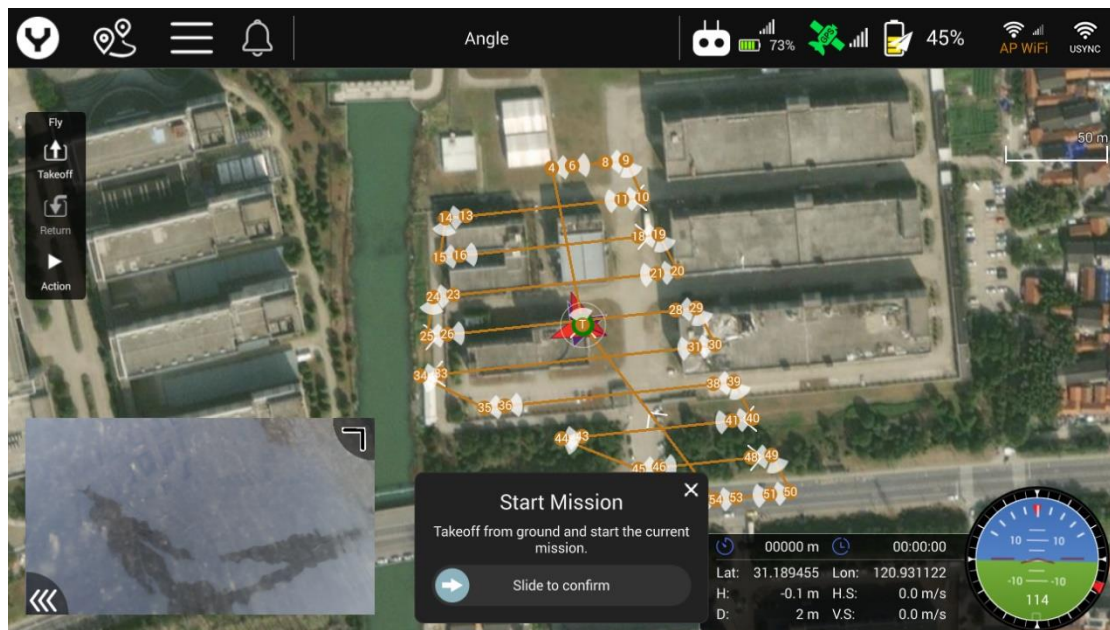 Angle
73%
GPS
45%
AP WiFi
USYNC
Fly
Takeoff
Return
Action
50 m
4 6 8 9
14 13 11 10
15 16 18 19
24 23 21 20
T
25 26 28 29
34 33 31 30
35 36 38 39
44 43 41 40
45 46 48 49
54 53 51 50
Start Mission
Takeoff from ground and start the current
mission.
Slide to confirm
00000 m 00:00:00
Lat: 31.189455 Lon: 120.931122
H: -0.1 m H.S: 0.0 m/s
D: 2 m V.S: 0.0 m/s
10 10
-10 -10
114